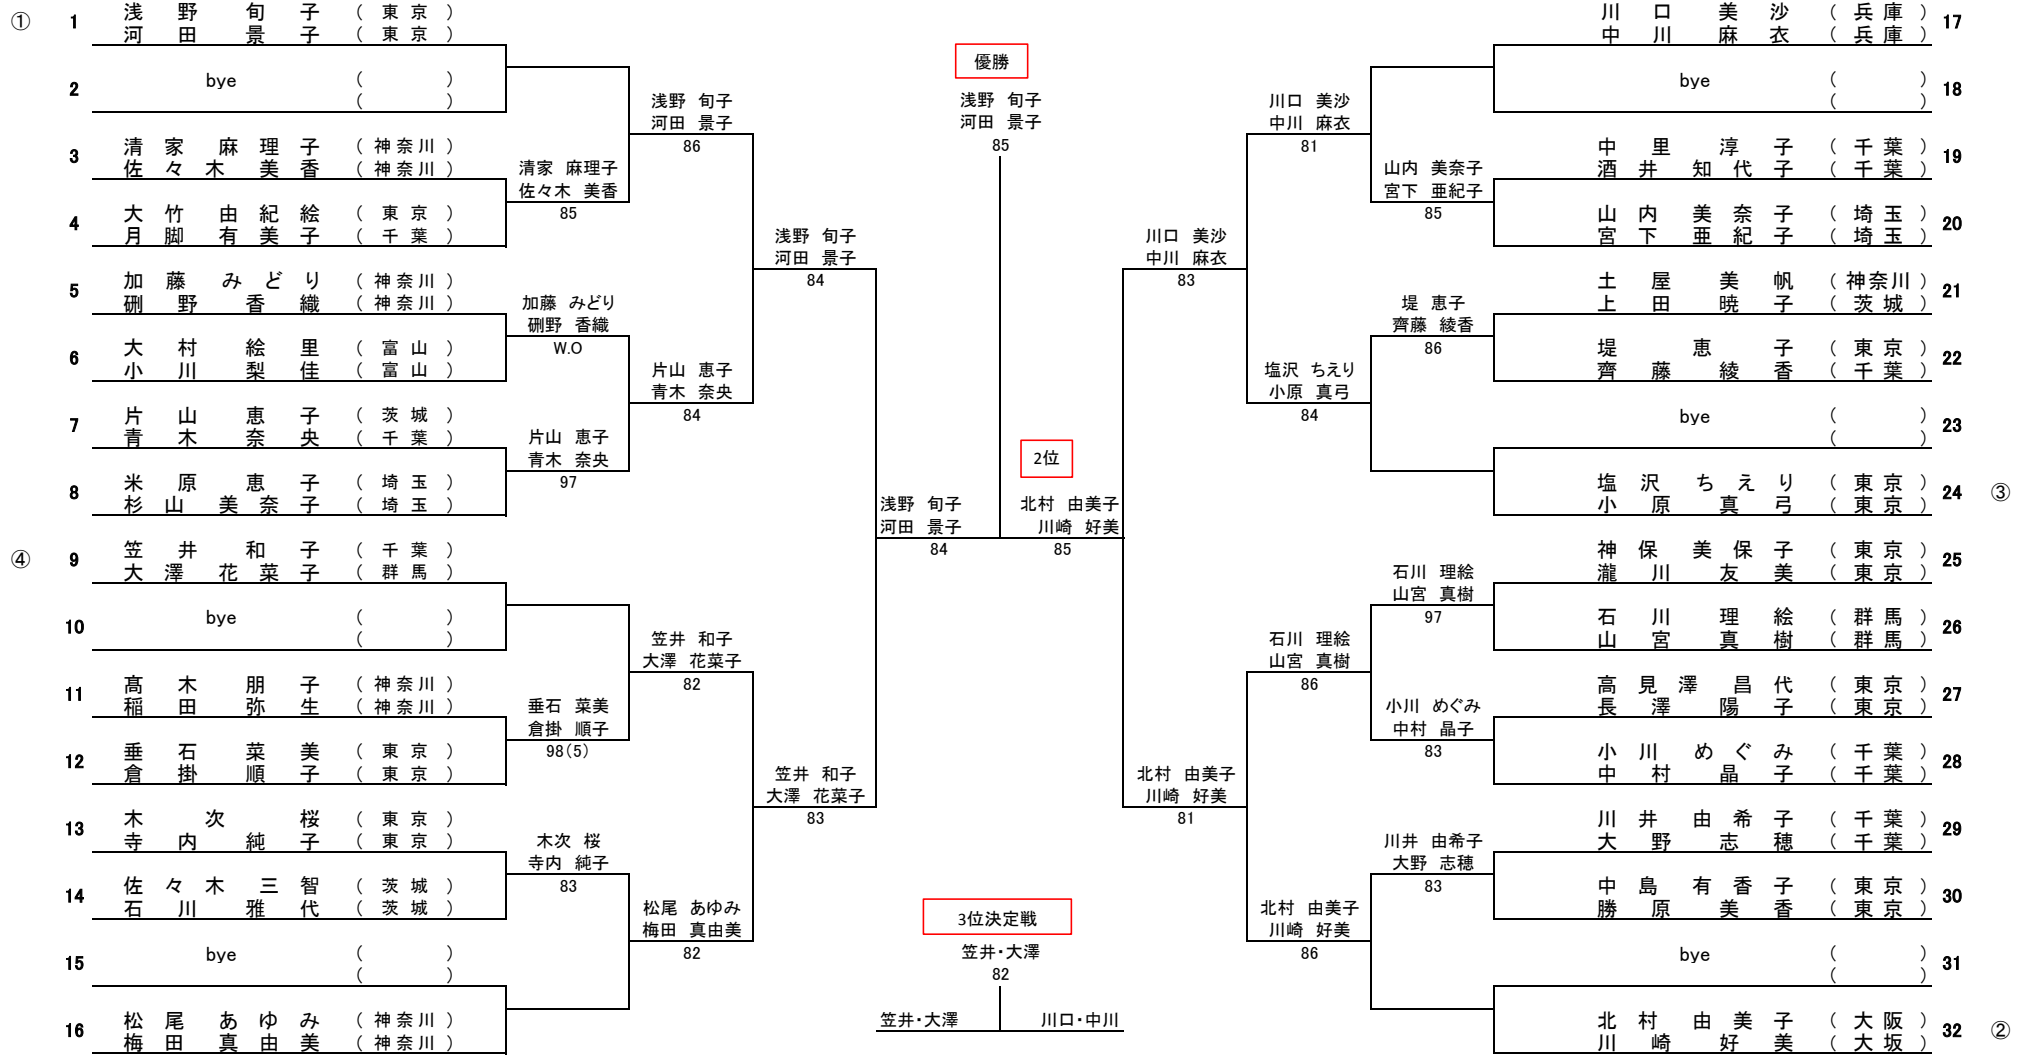 ① 1 浅野 旬子 (東京)
河田 景子 (東京)
2 bye ( )
( )
3 清家 麻理子 (神奈川)
佐々木 美香 (神奈川)
4 大竹 由紀絵 (東京)
月脚 有美子 (千葉)
5 加藤 みどり (神奈川)
硎野 香織 (神奈川)
6 大村 絵里 (富山)
小川 梨佳 (富山)
7 片山 恵子 (茨城)
青木 奈央 (千葉)
8 米原 恵子 (埼玉)
杉山 美奈子 (埼玉)
④ 9 笠井 和子 (千葉)
大澤 花菜子 (群馬)
10 bye ( )
( )
11 髙木 朋子 (神奈川)
稲田 弥生 (神奈川)
12 垂石 菜美 (東京)
倉掛 順子 (東京)
13 木次 桜 (東京)
寺内 純子 (東京)
14 佐々木 三智 (茨城)
石川 雅代 (茨城)
15 bye ( )
( )
16 松尾 あゆみ (神奈川)
梅田 真由美 (神奈川)
清家 麻理子
佐々木 美香
85
加藤 みどり
硎野 香織
W.O
片山 恵子
青木 奈央
97
垂石 菜美
倉掛 順子
98(5)
木次 桜
寺内 純子
83
浅野 旬子
河田 景子
86
片山 恵子
青木 奈央
84
笠井 和子
大澤 花菜子
82
松尾 あゆみ
梅田 真由美
82
浅野 旬子
河田 景子
84
笠井 和子
大澤 花菜子
83
浅野 旬子
河田 景子
84
優勝
浅野 旬子
河田 景子
85
2位
北村 由美子
川崎 好美
85
3位決定戦
笠井・大澤
82
笠井・大澤 川口・中川
川口 美沙
中川 麻衣
83
北村 由美子
川崎 好美
81
川口 美沙
中川 麻衣
81
塩沢 ちえり
小原 真弓
84
石川 理絵
山宮 真樹
86
北村 由美子
川崎 好美
86
山内 美奈子
宮下 亜紀子
85
堤 恵子
齊藤 綾香
86
石川 理絵
山宮 真樹
97
小川 めぐみ
中村 晶子
83
川井 由希子
大野 志穂
83
川口 美沙 (兵庫) 17
中川 麻衣 (兵庫)
bye ( ) 18
( )
中里 淳子 (千葉) 19
酒井 知代子 (千葉)
山内 美奈子 (埼玉) 20
宮下 亜紀子 (埼玉)
土屋 美帆 (神奈川) 21
上田 暁子 (茨城)
堤 恵子 (東京) 22
齊藤 綾香 (千葉)
bye ( ) 23
( )
塩沢 ちえり (東京) 24 ③
小原 真弓 (東京)
神保 美保子 (東京) 25
瀧川 友美 (東京)
石川 理絵 (群馬) 26
山宮 真樹 (群馬)
高見澤 昌代 (東京) 27
長澤 陽子 (東京)
小川 めぐみ (千葉) 28
中村 晶子 (千葉)
川井 由希子 (千葉) 29
大野 志穂 (千葉)
中島 有香子 (東京) 30
勝原 美香 (東京)
bye ( ) 31
( )
北村 由美子 (大阪) 32 ②
川崎 好美 (大坂)